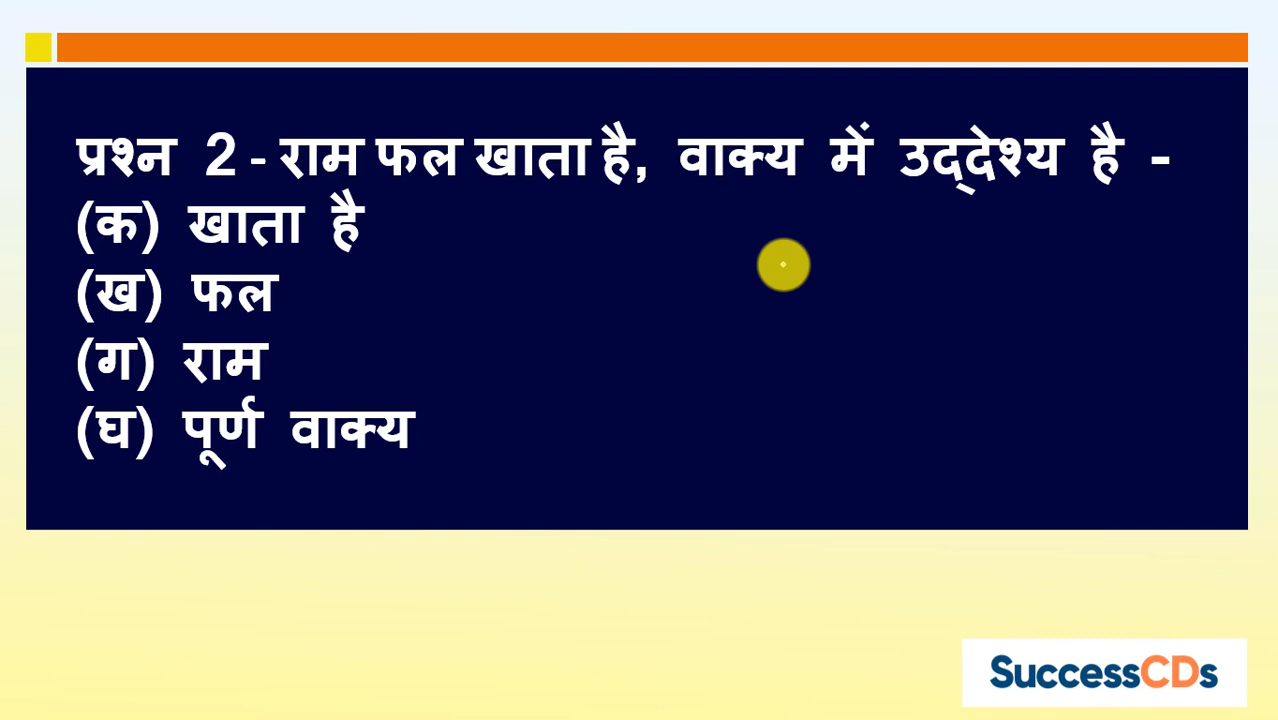 प्रश्न 2 - राम फल खाता है, वाक्य में उद्देश्य है -
(क) खाता है
(ख) फल
(ग) राम
(घ) पूर्ण वाक्य
SuccessCDs